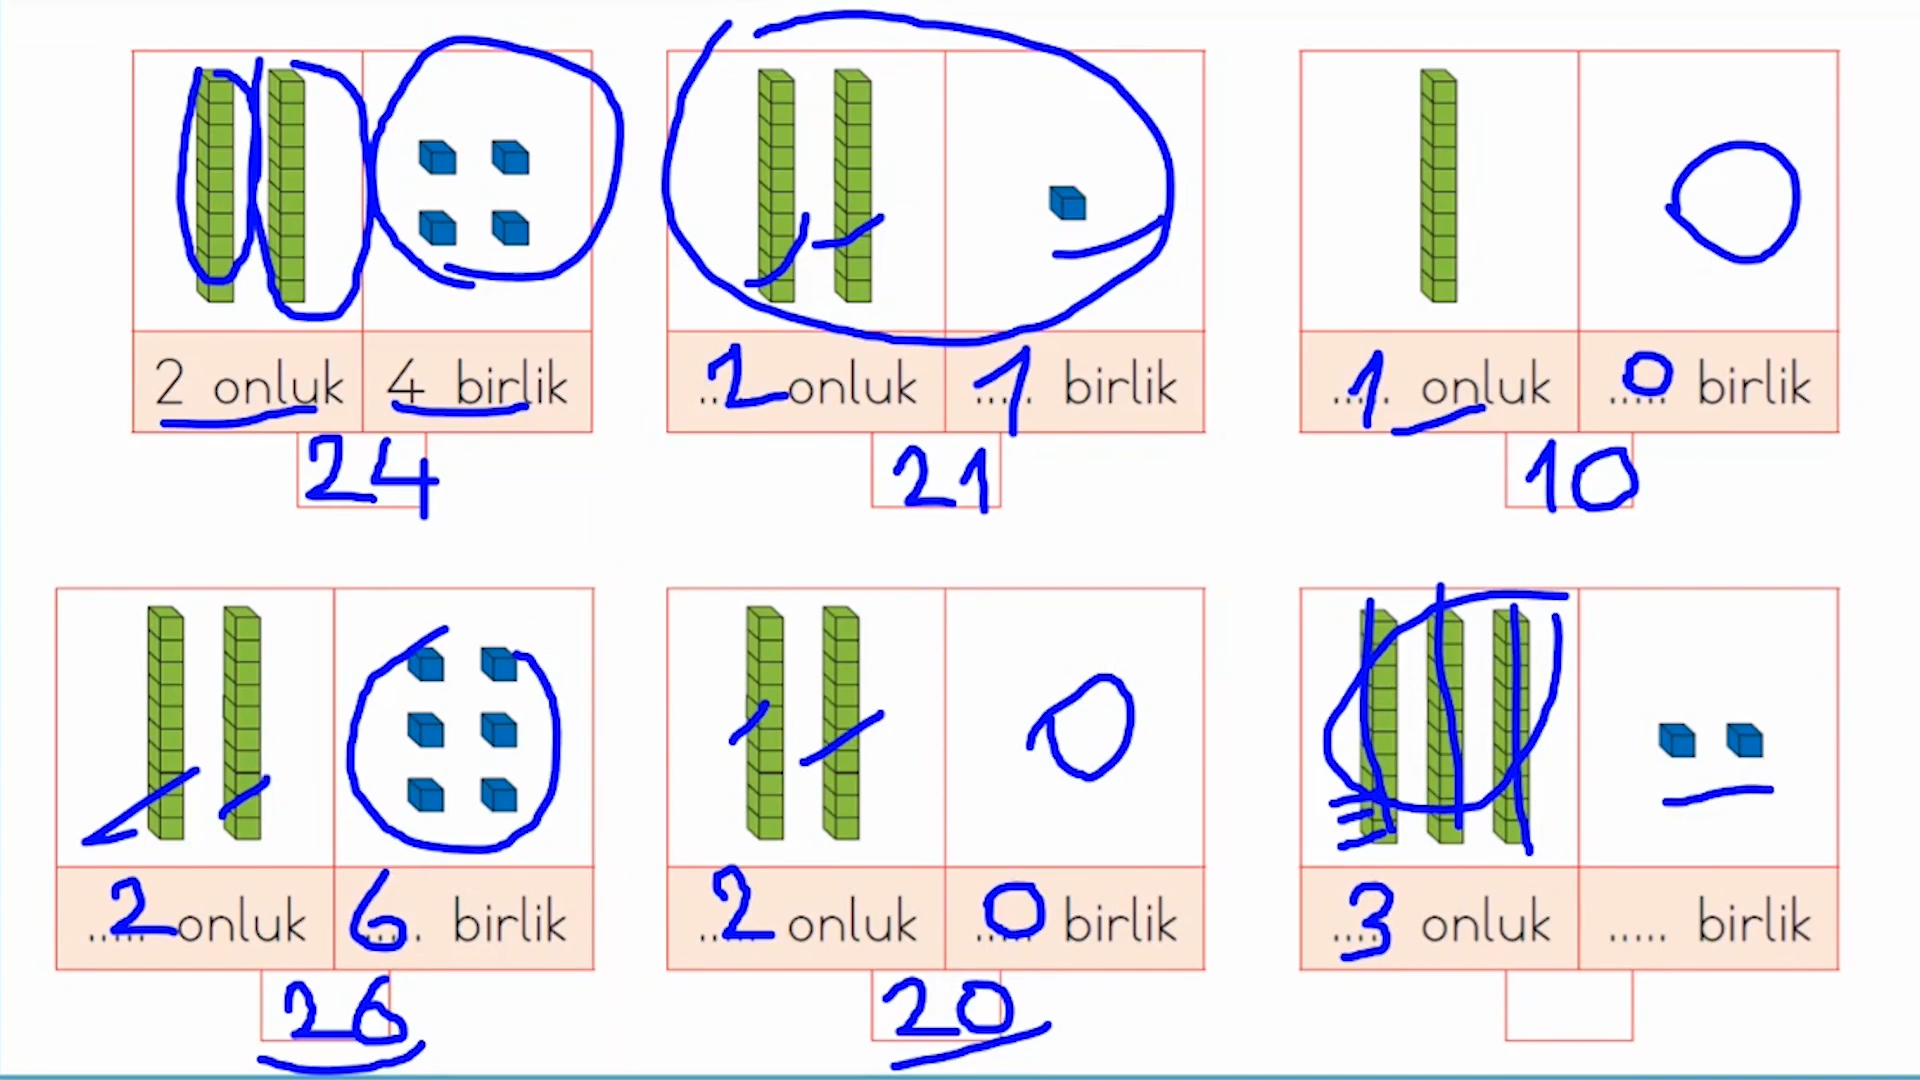 2 onluk 4 birlik
24
2 onluk 1 birlik
21
1 onluk 0 birlik
10
2 onluk 6 birlik
26
2 onluk 0 birlik
20
3 onluk ..... birlik